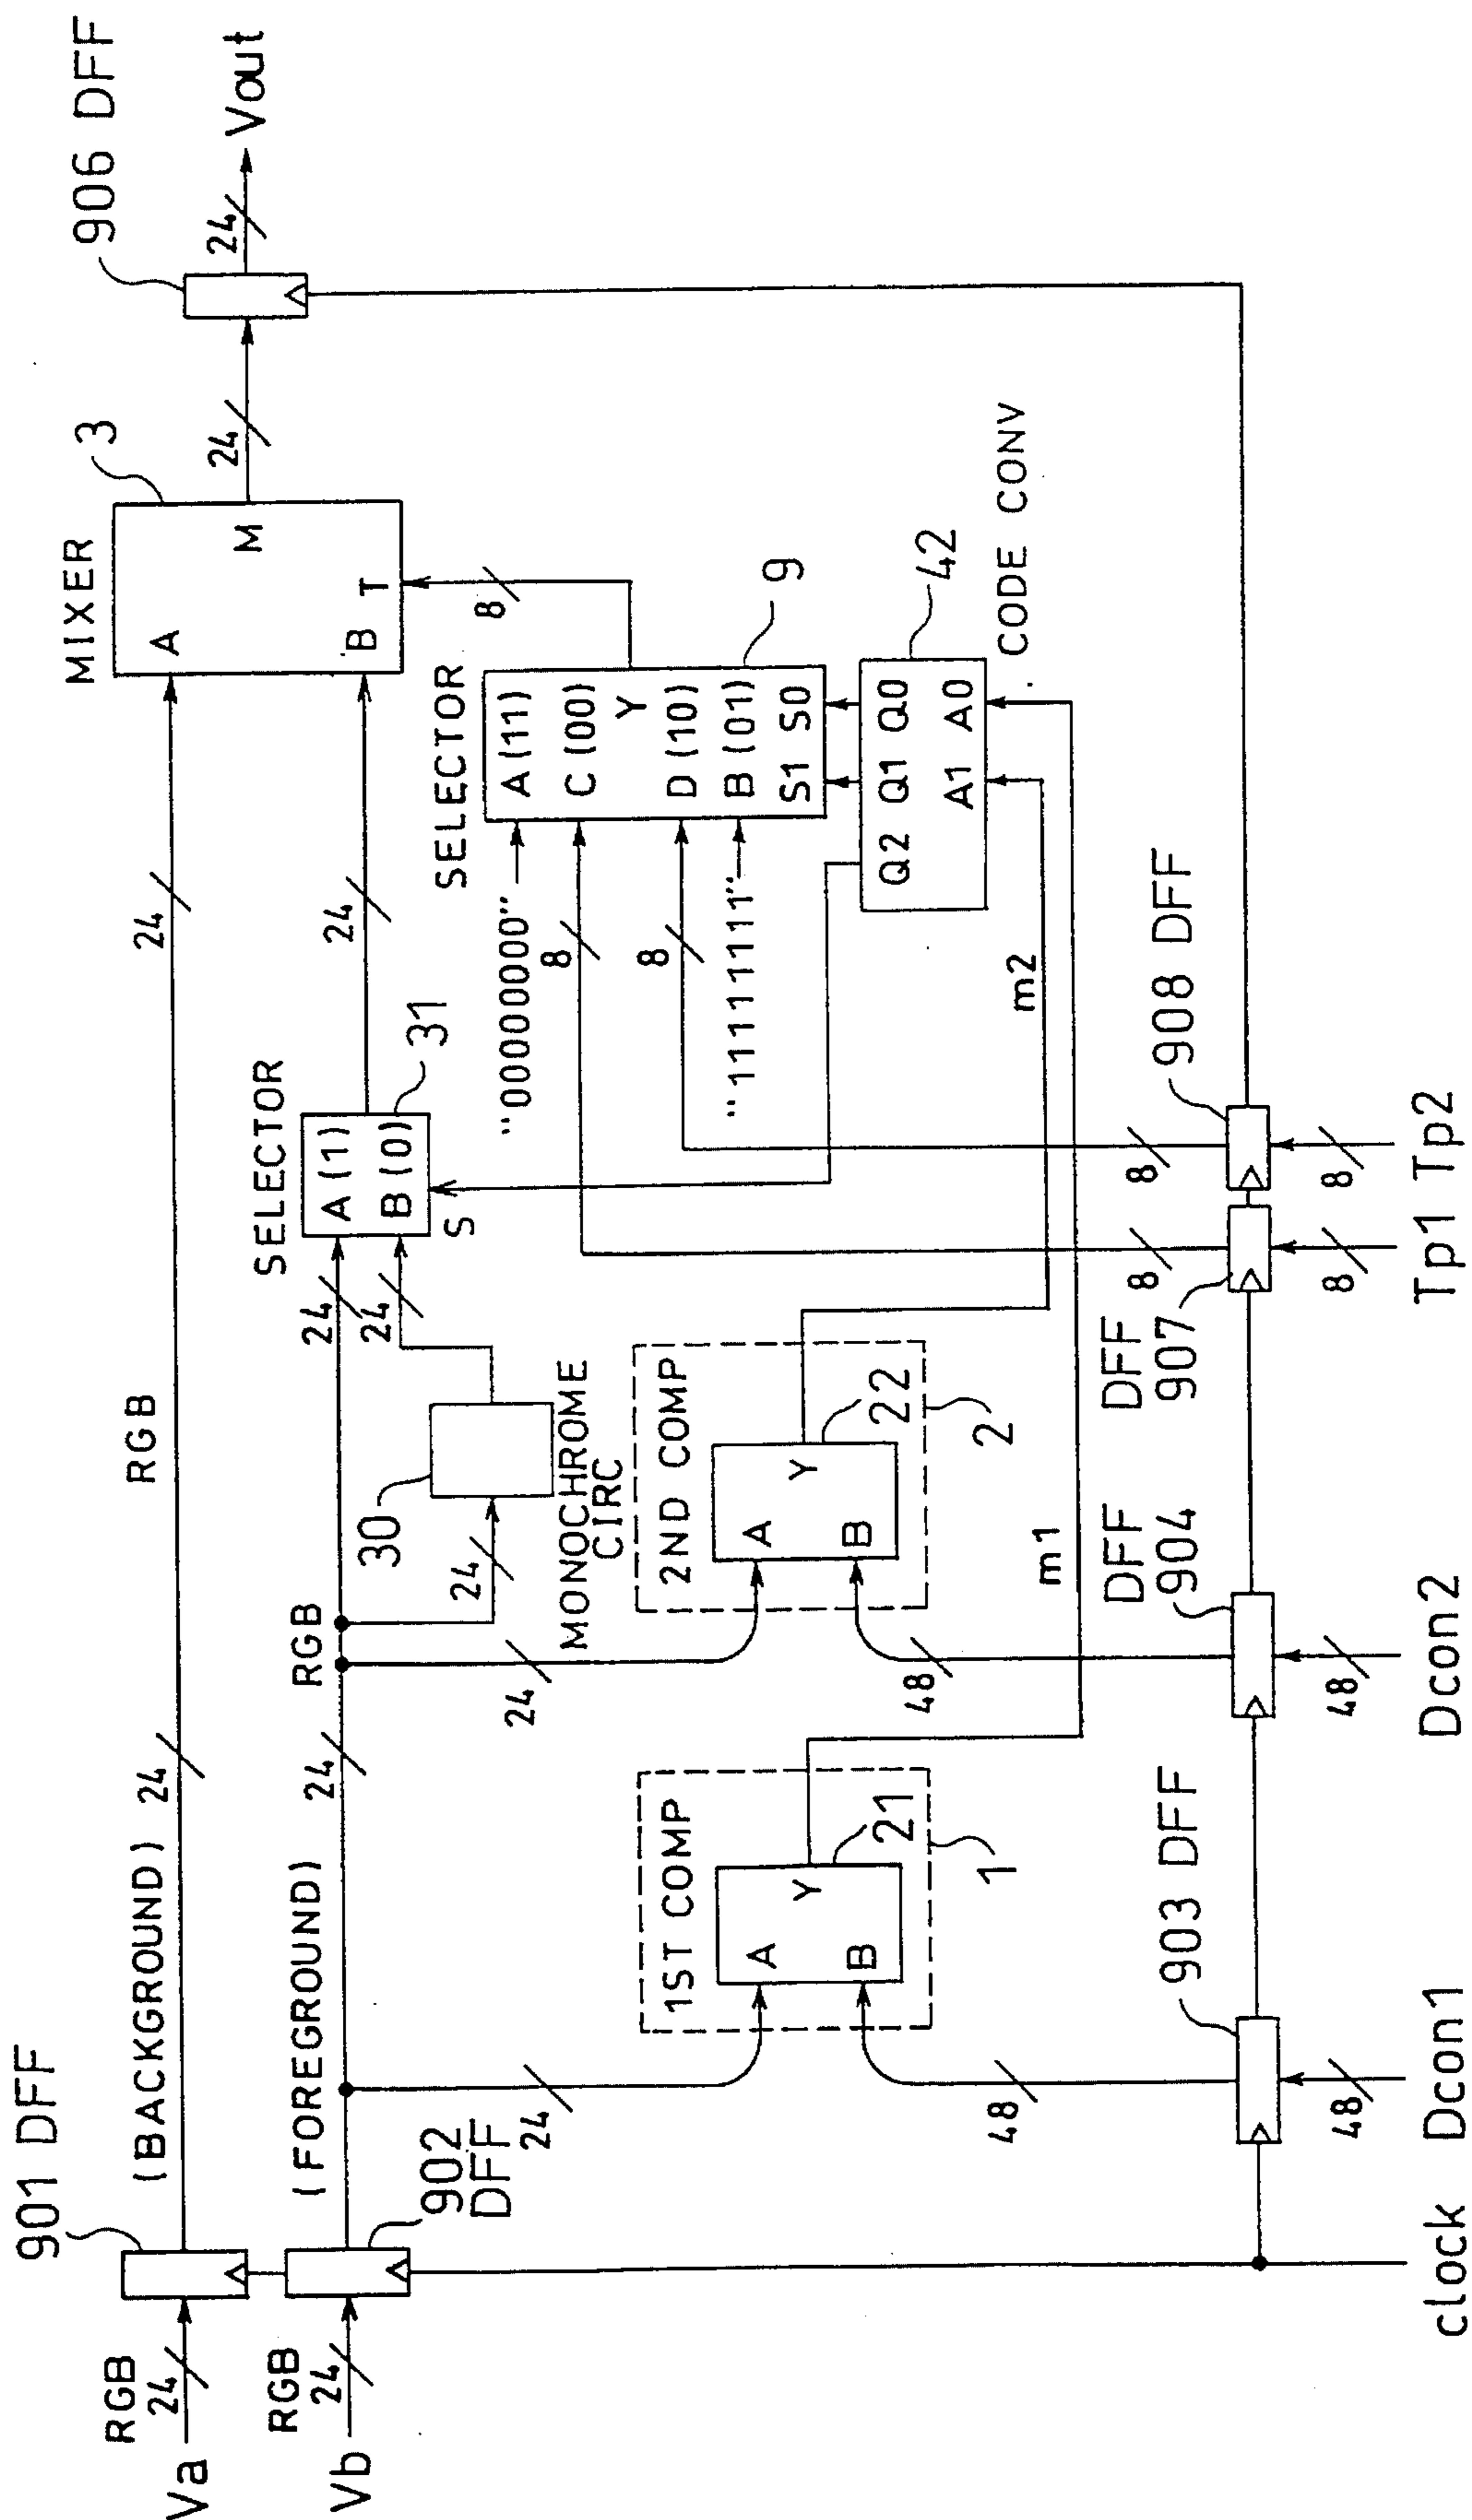 901 DFF
906 DFF
RGB
24
Va
(BACKGROUND)
24
RGB
24
MIXER
3
A
M
B
T
24
24
Vout
RGB
24
Vb
902
DFF
(FOREGROUND)
24
RGB
24
24
SELECTOR
A(1)
B(0)
S
31
24
30
24
MONOCHROME
CIRC
24
1ST COMP
A
Y
B
21
1
48
24
2ND COMP
A
Y
B
22
2
48
SELECTOR
"00000000"
8
8
"11111111"
A(11)
C(00)
Y
D(10)
B(01)
S1 S0
9
8
Q2 Q1 Q0
A1 A0
42
CODE CONV
m2
m1
903 DFF
DFF
904
DFF
907
908 DFF
8
8
48
48
8
8
clock
Dcon1
Dcon2
Tp1
Tp2